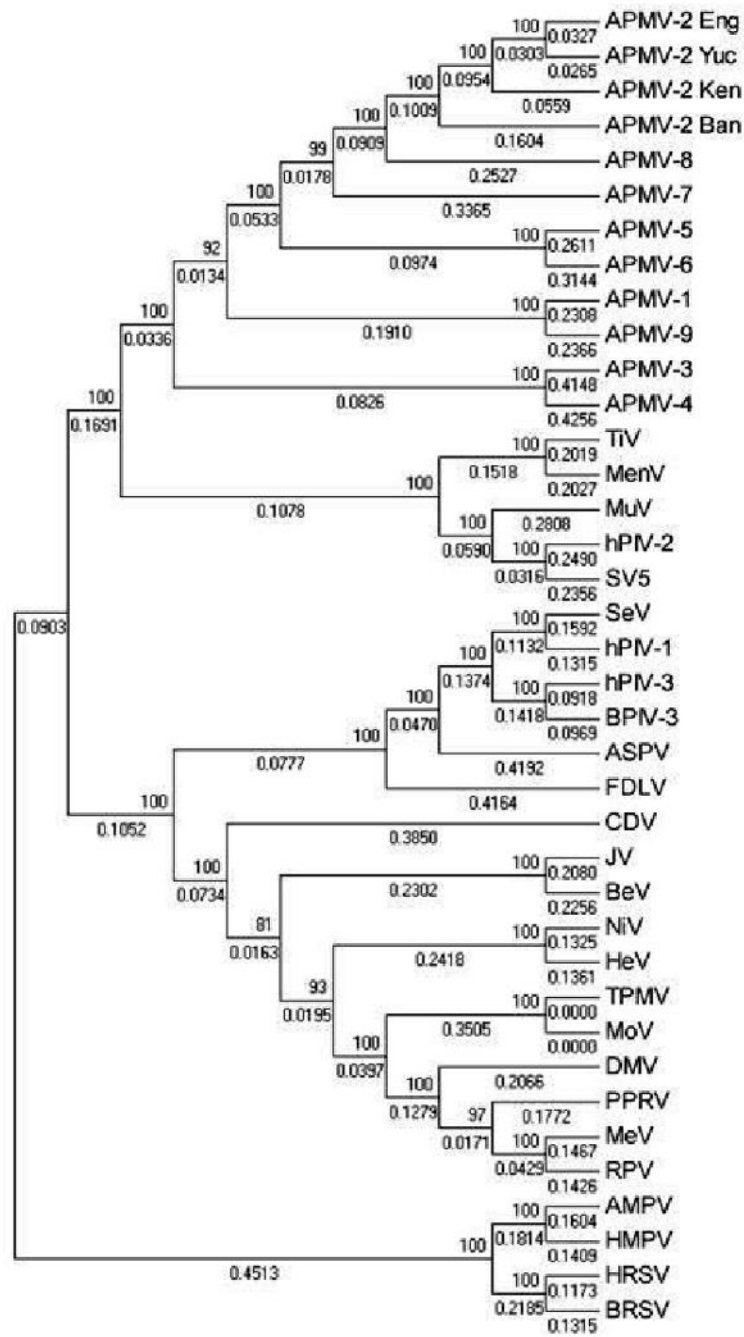 100 0.0327 APMV-2 Eng
100 0.0303 0.0265 APMV-2 Yuc
100 0.0954 0.0559 APMV-2 Ken
100 0.1009 0.1604 APMV-2 Ban
99 0.0909 0.2527 APMV-8
100 0.0178 0.3365 APMV-7
0.0533 100 0.2611 APMV-5
92 0.0974 0.3144 APMV-6
0.0134 100 0.2308 APMV-1
100 0.1910 0.2366 APMV-9
0.0336 100 0.4148 APMV-3
100 0.0826 0.4256 APMV-4
0.1691 100 0.2019 TiV
100 0.1518 0.2027 MenV
0.1078 100 0.2808 MuV
0.0590 100 0.2490 hPIV-2
0.0316 0.2356 SV5
0.0903 100 0.1592 SeV
100 0.1132 0.1315 hPIV-1
0.1374 100 0.0918 hPIV-3
100 0.0470 0.1418 0.0969 BPIV-3
0.0777 0.4192 ASPV
100 0.4164 FDLV
0.1052 0.3850 CDV
100 0.0734 100 0.2080 JV
81 0.2302 0.2256 BeV
0.0163 100 0.1325 NiV
93 0.2418 0.1361 HeV
0.0195 100 0.0000 TPMV
100 0.3505 0.0000 MoV
0.0397 100 0.2066 DMV
0.1279 97 0.1772 PPRV
0.0171 100 0.1467 MeV
0.0429 0.1426 RPV
100 0.1604 AMPV
100 0.1814 0.1409 HMPV
0.4513 100 0.1173 HRSV
0.2185 0.1315 BRSV